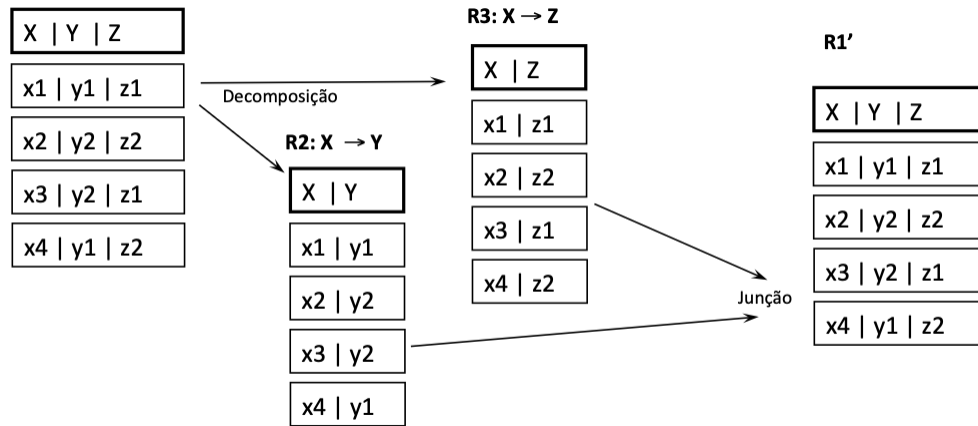 X | Y | Z
x1 | y1 | z1
x2 | y2 | z2
x3 | y2 | z1
x4 | y1 | z2
Decomposição
R2: X → Y
X | Y
x1 | y1
x2 | y2
x3 | y2
x4 | y1
R3: X → Z
X | Z
x1 | z1
x2 | z2
x3 | z1
x4 | z2
Junção
R1’
X | Y | Z
x1 | y1 | z1
x2 | y2 | z2
x3 | y2 | z1
x4 | y1 | z2